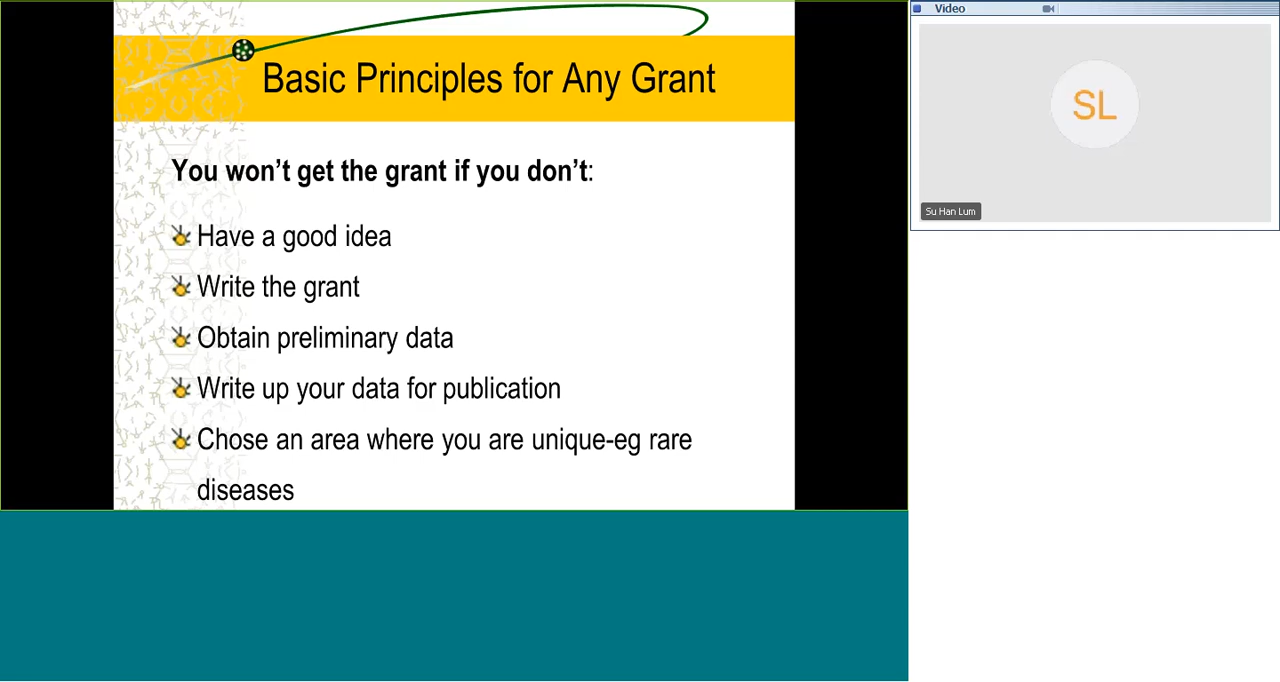 Basic Principles for Any Grant
You won't get the grant if you don't:
Have a good idea
Write the grant
Obtain preliminary data
Write up your data for publication
Chose an area where you are unique-eg rare
diseases
Video
SL
Su Han Lum